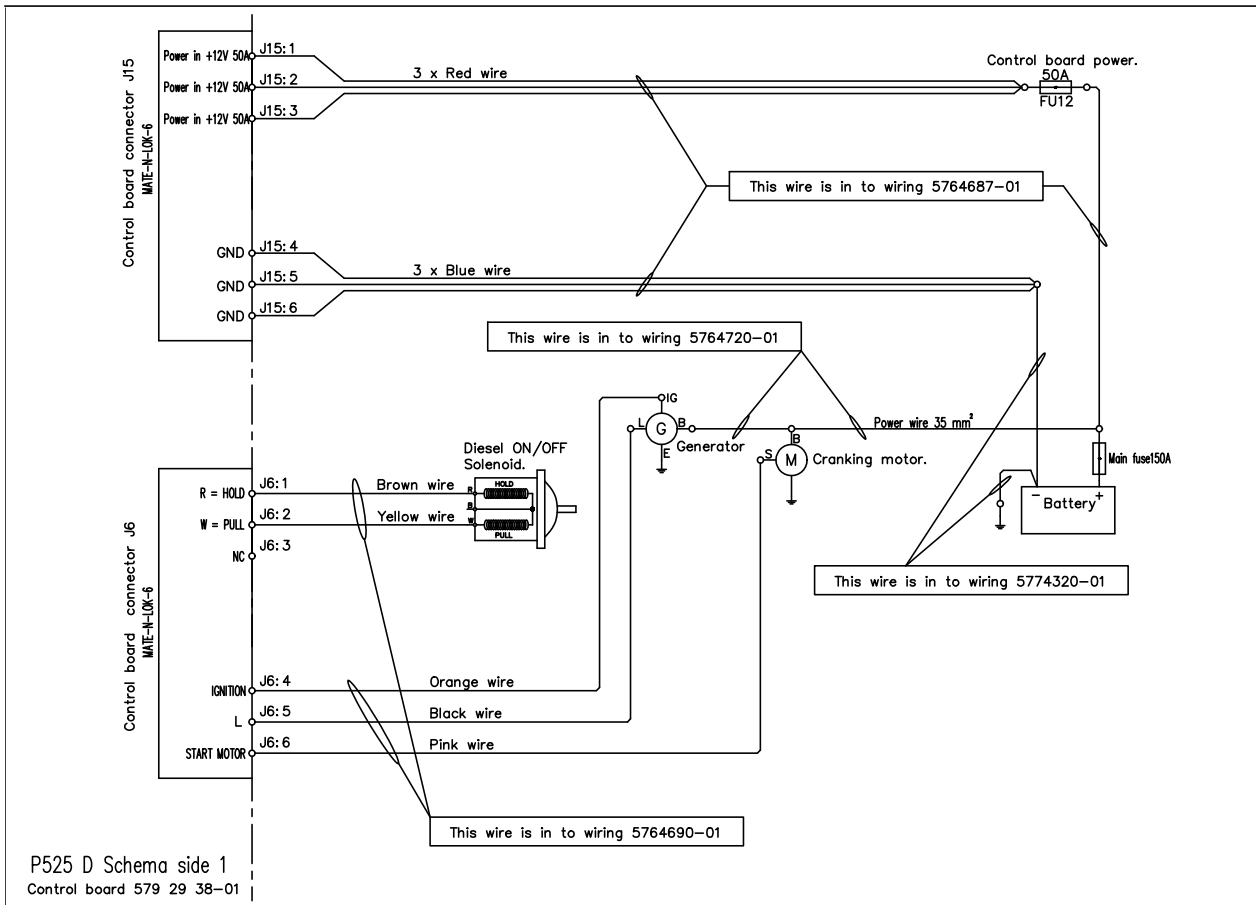 Control board connector J15
MATE-N-LOK-6
Power in +12V 50A
J15:1
Power in +12V 50A
J15:2
Power in +12V 50A
J15:3
3 x Red wire
Control board power.
50A
FU12
This wire is in to wiring 5764687-01
GND
J15:4
GND
J15:5
GND
J15:6
3 x Blue wire
This wire is in to wiring 5764720-01
IG
L
G
B
E
Generator
Power wire 35 mm²
B
S
M
Cranking motor.
Main fuse150A
- +
Battery
This wire is in to wiring 5774320-01
Diesel ON/OFF
Solenoid.
R
HOLD
B
W
PULL
Control board connector J6
MATE-N-LOK-6
R = HOLD
J6:1
Brown wire
W = PULL
J6:2
Yellow wire
NC
J6:3
IGNITION
J6:4
Orange wire
L
J6:5
Black wire
START MOTOR
J6:6
Pink wire
This wire is in to wiring 5764690-01
P525 D Schema side 1
Control board 579 29 38-01